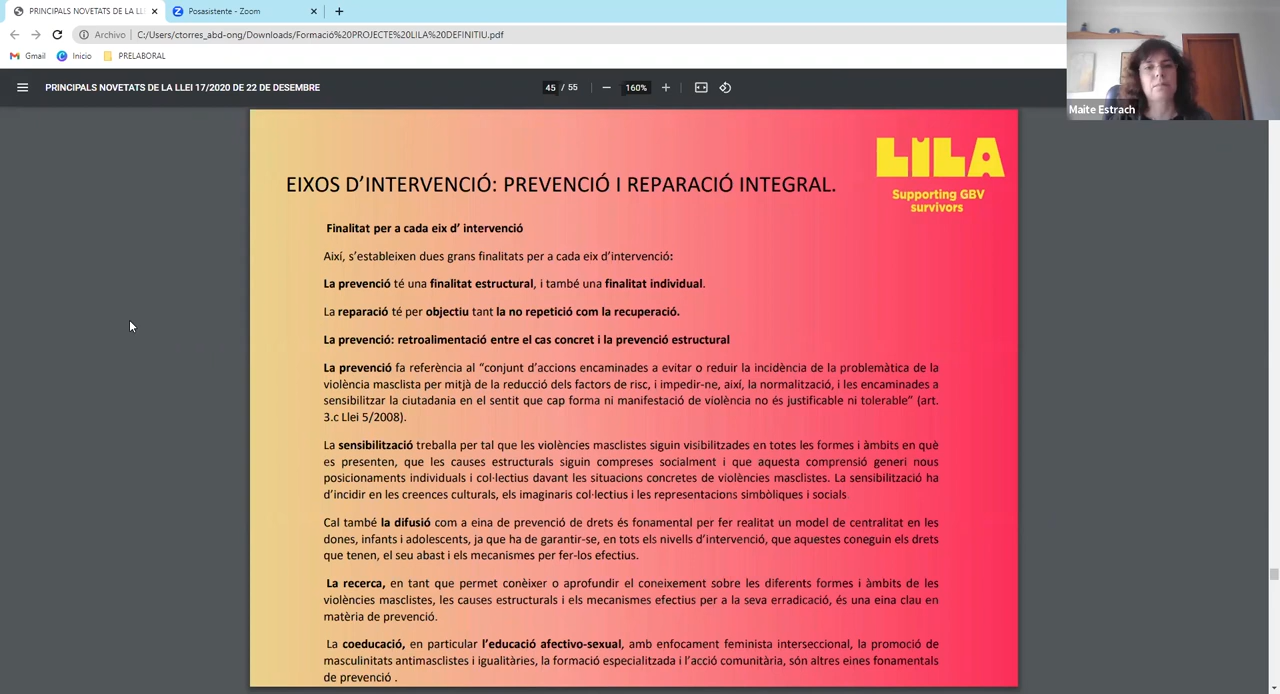 PRINCIPALS NOVETATS DE LA LLE
Posasistente - Zoom
Archivo
C:/Users/ctorres_abd-ong/Downloads/Formació%20PROJECTE%20LILA%20DEFINITIU.pdf
Gmail
Inicio
PRELABORAL
Maite Estrach
PRINCIPALS NOVETATS DE LA LLEI 17/2020 DE 22 DE DESEMBRE
45 / 55
160%
LILA
Supporting GBV
survivors
EIXOS D'INTERVENCIÓ: PREVENCIÓ I REPARACIÓ INTEGRAL.
Finalitat per a cada eix d' intervenció
Així, s'estableixen dues grans finalitats per a cada eix d'intervenció:
La prevenció té una finalitat estructural, i també una finalitat individual.
La reparació té per objectiu tant la no repetició com la recuperació.
La prevenció: retroalimentació entre el cas concret i la prevenció estructural
La prevenció fa referència al “conjunt d'accions encaminades a evitar o reduir la incidència de la problemàtica de la
violència masclista per mitjà de la reducció dels factors de risc, i impedir-ne, així, la normalització, i les encaminades a
sensibilitzar la ciutadania en el sentit que cap forma ni manifestació de violència no és justificable ni tolerable” (art.
3.c Llei 5/2008).
La sensibilització treballa per tal que les violències masclistes siguin visibilitzades en totes les formes i àmbits en què
es presenten, que les causes estructurals siguin compreses socialment i que aquesta comprensió generi nous
posicionaments individuals i col·lectius davant les situacions concretes de violències masclistes. La sensibilització ha
d'incidir en les creences culturals, els imaginaris col·lectius i les representacions simbòliques i socials.
Cal també la difusió com a eina de prevenció de drets és fonamental per fer realitat un model de centralitat en les
dones, infants i adolescents, ja que ha de garantir-se, en tots els nivells d'intervenció, que aquestes coneguin els drets
que tenen, el seu abast i els mecanismes per fer-los efectius.
La recerca, en tant que permet conèixer o aprofundir el coneixement sobre les diferents formes i àmbits de les
violències masclistes, les causes estructurals i els mecanismes efectius per a la seva erradicació, és una eina clau en
matèria de prevenció.
La coeducació, en particular l'educació afectivo-sexual, amb enfocament feminista interseccional, la promoció de
masculinitats antimasclistes i igualitàries, la formació especialitzada i l'acció comunitària, són altres eines fonamentals
de prevenció .